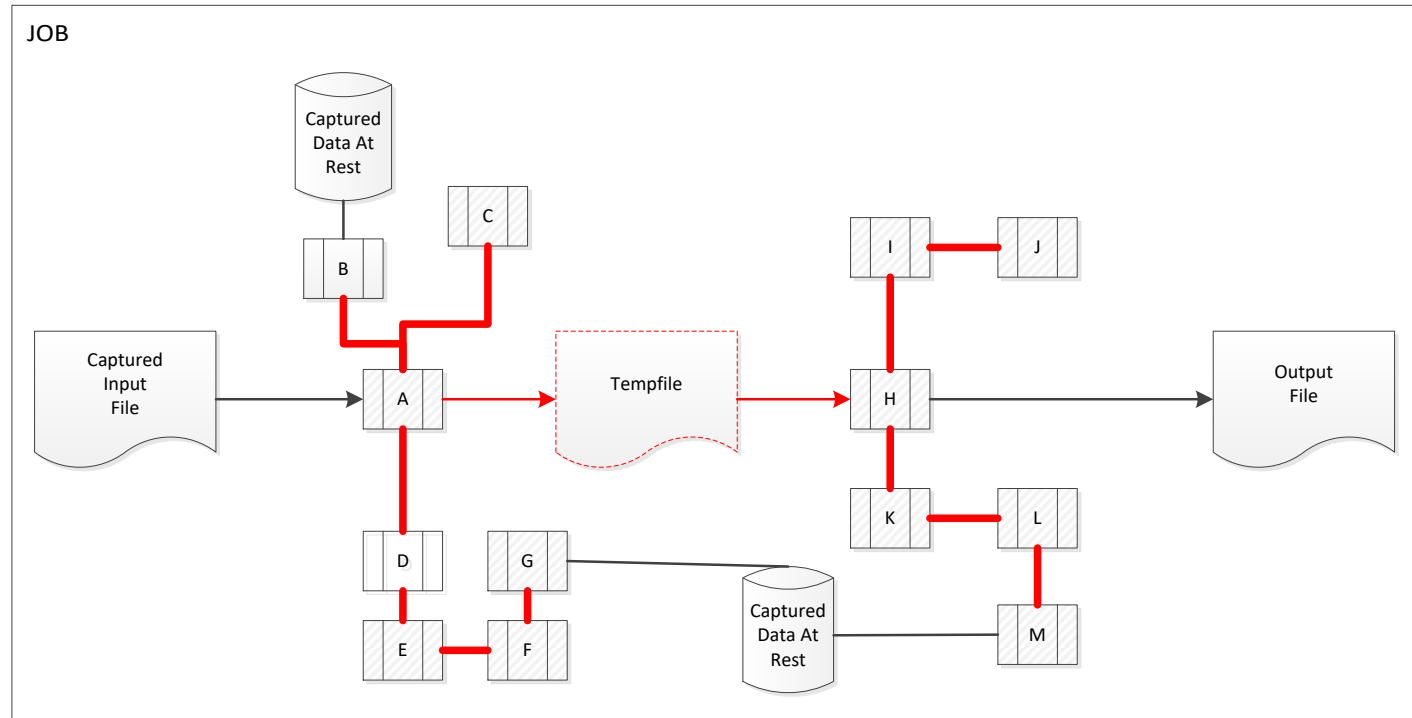 JOB
Captured
Data At
Rest
C
B
I
J
Captured
Input
File
A
Tempfile
H
Output
File
K
L
D
G
Captured
Data At
Rest
E
F
M